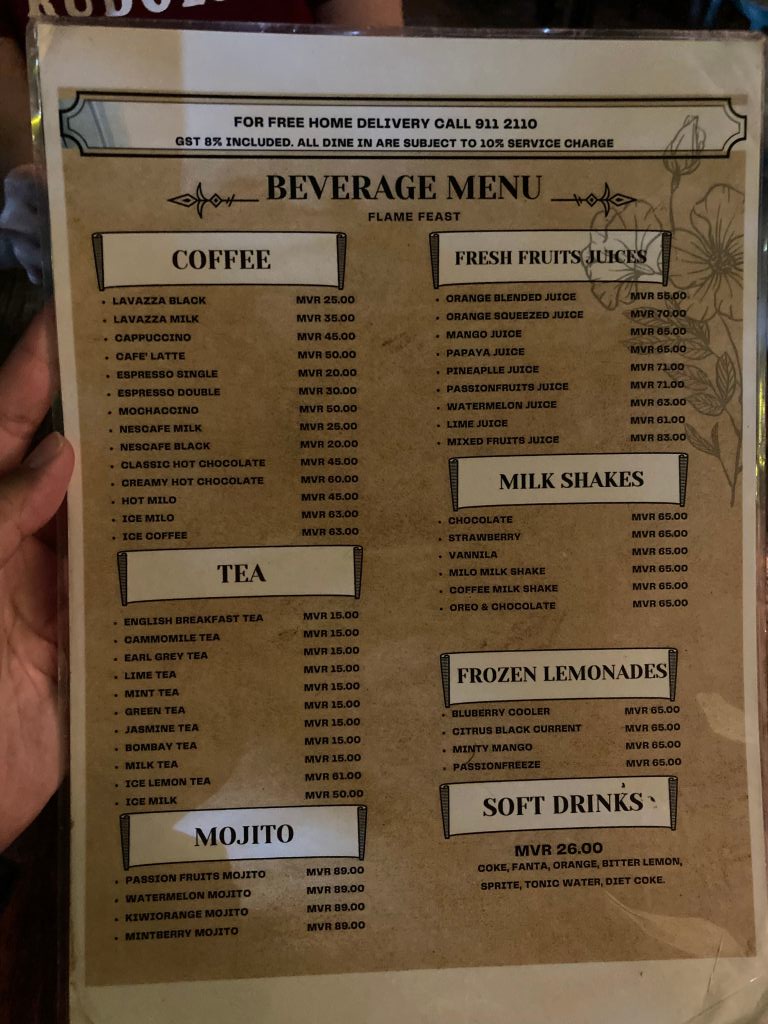 FOR FREE HOME DELIVERY CALL 911 2110
GST 8% INCLUDED. ALL DINE IN ARE SUBJECT TO 10% SERVICE CHARGE
BEVERAGE MENU
FLAME FEAST
COFFEE
• LAVAZZA BLACK MVR 25.00
• LAVAZZA MILK MVR 35.00
• CAPPUCCINO MVR 45.00
• CAFE' LATTE MVR 50.00
• ESPRESSO SINGLE MVR 20.00
• ESPRESSO DOUBLE MVR 30.00
• MOCHACCINO MVR 50.00
• NESCAFE MILK MVR 25.00
• NESCAFE BLACK MVR 20.00
• CLASSIC HOT CHOCOLATE MVR 45.00
• CREAMY HOT CHOCOLATE MVR 60.00
• HOT MILO MVR 45.00
• ICE MILO MVR 63.00
• ICE COFFEE MVR 63.00
TEA
• ENGLISH BREAKFAST TEA MVR 15.00
• CAMMOMILE TEA MVR 15.00
• EARL GREY TEA MVR 15.00
• LIME TEA MVR 15.00
• MINT TEA MVR 15.00
• GREEN TEA MVR 15.00
• JASMINE TEA MVR 15.00
• BOMBAY TEA MVR 15.00
• MILK TEA MVR 15.00
• ICE LEMON TEA MVR 61.00
• ICE MILK MVR 50.00
MOJITO
• PASSION FRUITS MOJITO MVR 89.00
• WATERMELON MOJITO MVR 89.00
• KIWIORANGE MOJITO MVR 89.00
• MINTBERRY MOJITO MVR 89.00
FRESH FRUITS JUICES
• ORANGE BLENDED JUICE MVR 55.00
• ORANGE SQUEEZED JUICE MVR 70.00
• MANGO JUICE MVR 65.00
• PAPAYA JUICE MVR 65.00
• PINEAPLLE JUICE MVR 71.00
• PASSIONFRUITS JUICE MVR 71.00
• WATERMELON JUICE MVR 63.00
• LIME JUICE MVR 61.00
• MIXED FRUITS JUICE MVR 83.00
MILK SHAKES
• CHOCOLATE MVR 65.00
• STRAWBERRY MVR 65.00
• VANNILA MVR 65.00
• MILO MILK SHAKE MVR 65.00
• COFFEE MILK SHAKE MVR 65.00
• OREO & CHOCOLATE MVR 65.00
FROZEN LEMONADES
• BLUBERRY COOLER MVR 65.00
• CITRUS BLACK CURRENT MVR 65.00
• MINTY MANGO MVR 65.00
• PASSIONFREEZE MVR 65.00
SOFT DRINKS
MVR 26.00
COKE, FANTA, ORANGE, BITTER LEMON,
SPRITE, TONIC WATER, DIET COKE.